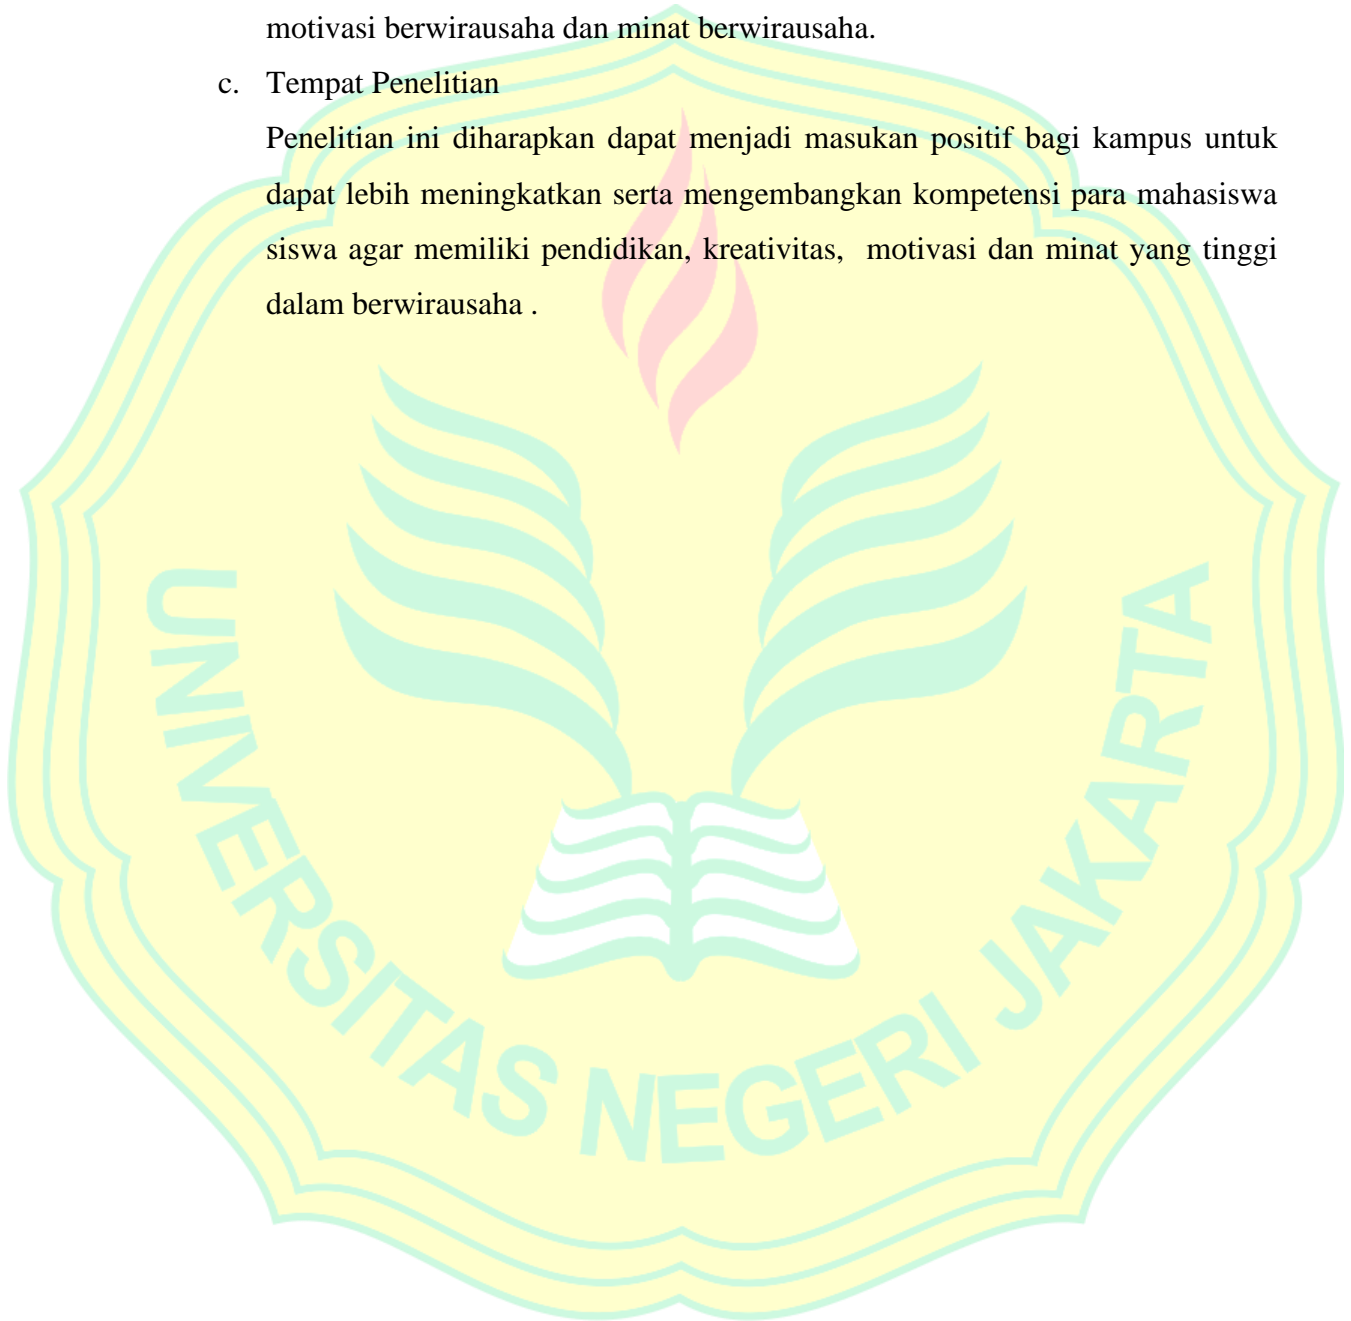 motivasi berwirausaha dan minat berwirausaha.
c. Tempat Penelitian
Penelitian ini diharapkan dapat menjadi masukan positif bagi kampus untuk
dapat lebih meningkatkan serta mengembangkan kompetensi para mahasiswa
siswa agar memiliki pendidikan, kreativitas,  motivasi dan minat yang tinggi
dalam berwirausaha .
UNIVERSITAS NEGERI JAKARTA